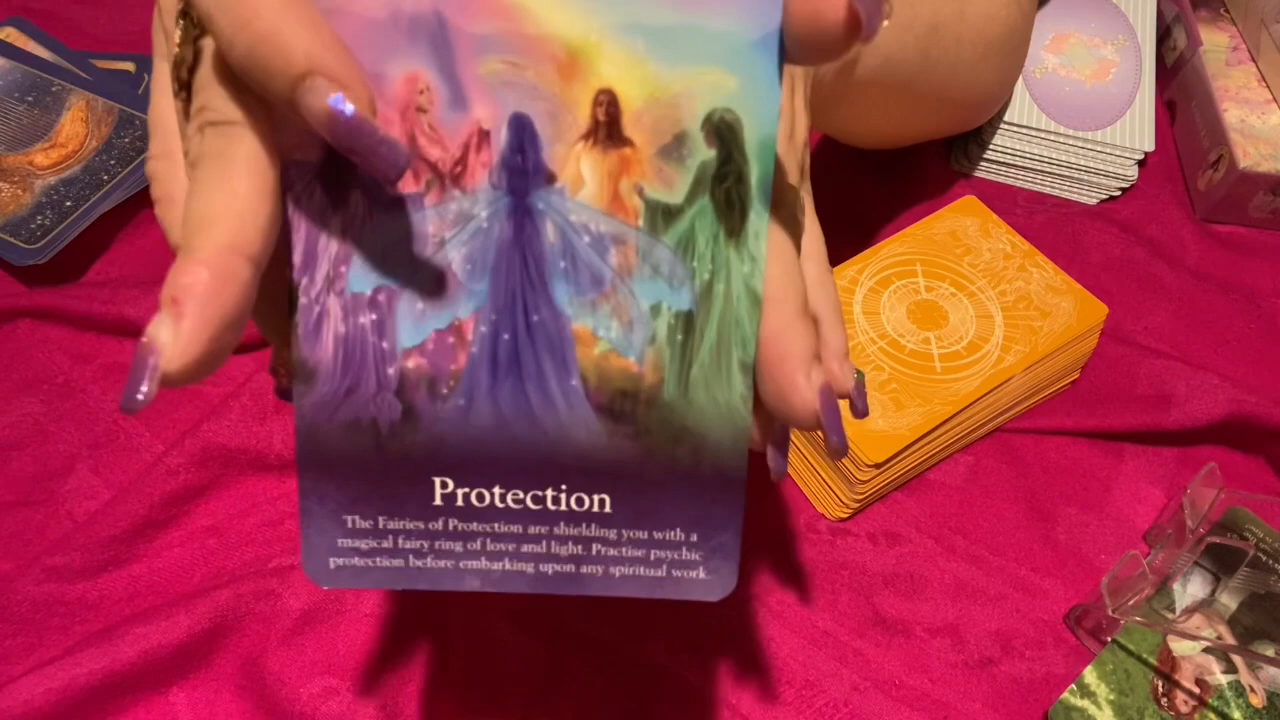 Protection
The Fairies of Protection are shielding you with a
magical fairy ring of love and light. Practise psychic
protection before embarking upon any spiritual work.